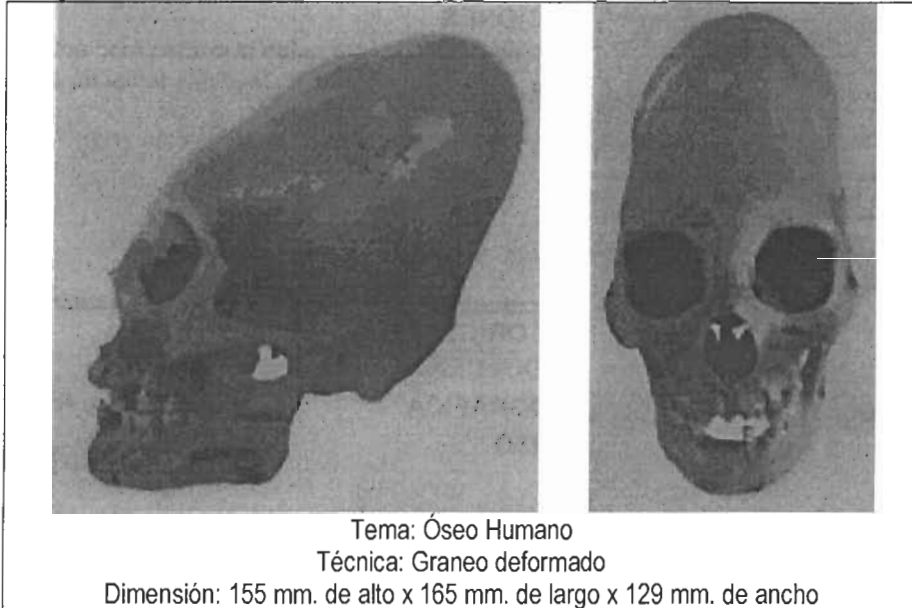 Tema: Óseo Humano
Técnica: Graneo deformado
Dimensión: 155 mm. de alto x 165 mm. de largo x 129 mm. de ancho